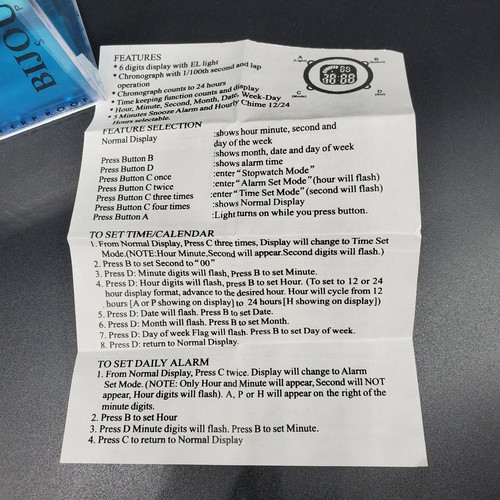 BIJOU
FEATURES
* 6 digits display with EL light
* Chronograph with 1/100th second and lap
operation
* Chronograph counts to 24 hours
* Time keeping function counts and display
* Hour, Minute, Second, Month, Date, Week-Day
* 5 Minutes Snooze Alarm and Hourly Chime 12/24
Hours selectable.
A
B
C
(Mode)
D
FEATURE SELECTION
Normal Display :shows hour minute, second and
day of the week
Press Button B :shows month, date and day of week
Press Button D :shows alarm time
Press Button C once :enter "Stopwatch Mode"
Press Button C twice :enter "Alarm Set Mode" (hour will flash)
Press Button C three times :enter "Time Set Mode" (second will flash)
Press Button C four times :shows Normal Display
Press Button A :Light turns on while you press button.
TO SET TIME/CALENDAR
1. From Normal Display, Press C three times, Display will change to Time Set
Mode.(NOTE:Hour Minute,Second will appear.Second digits will flash.)
2. Press B to set Second to "00"
3. Press D: Minute digits will flash, Press B to set Minute.
4. Press D: Hour digits will flash, press B to set Hour. (To set to 12 or 24
hour display format, advance to the desired hour. Hour will cycle from 12
hours [A or P showing on display] to 24 hours [H showing on display])
5. Press D: Date will flash. Press B to set Date.
6. Press D: Month will flash. Press B to set Month.
7. Press D: Day of week Flag will flash. Press B to set Day of week.
8. Press D: return to Normal Display.
TO SET DAILY ALARM
1. From Normal Display, Press C twice. Display will change to Alarm
Set Mode. (NOTE: Only Hour and Minute will appear, Second will NOT
appear, Hour digits will flash). A, P or H will appear on the right of the
minute digits.
2. Press B to set Hour
3. Press D Minute digits will flash. Press B to set Minute.
4. Press C to return to Normal Display